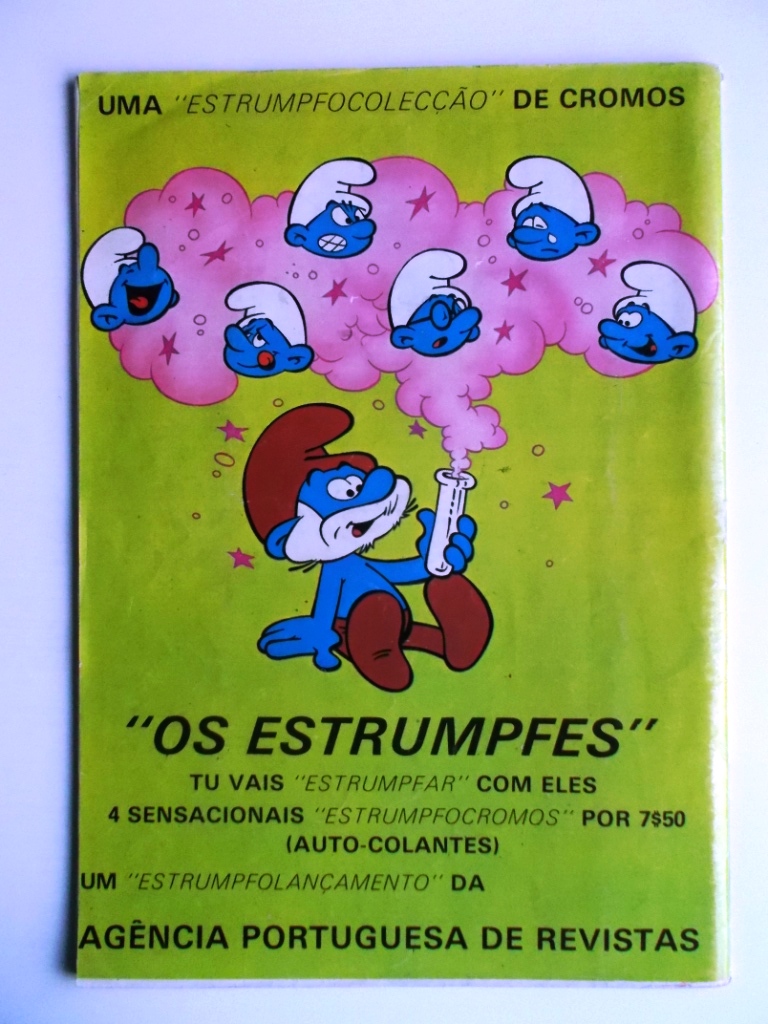 UMA "ESTRUMPFOCOLECÇÃO" DE CROMOS
"OS ESTRUMPFES"
TU VAIS "ESTRUMPFAR" COM ELES
4 SENSACIONAIS "ESTRUMPFOCROMOS" POR 7$50
(AUTO-COLANTES)
UM "ESTRUMPFOLANÇAMENTO" DA
AGÊNCIA PORTUGUESA DE REVISTAS